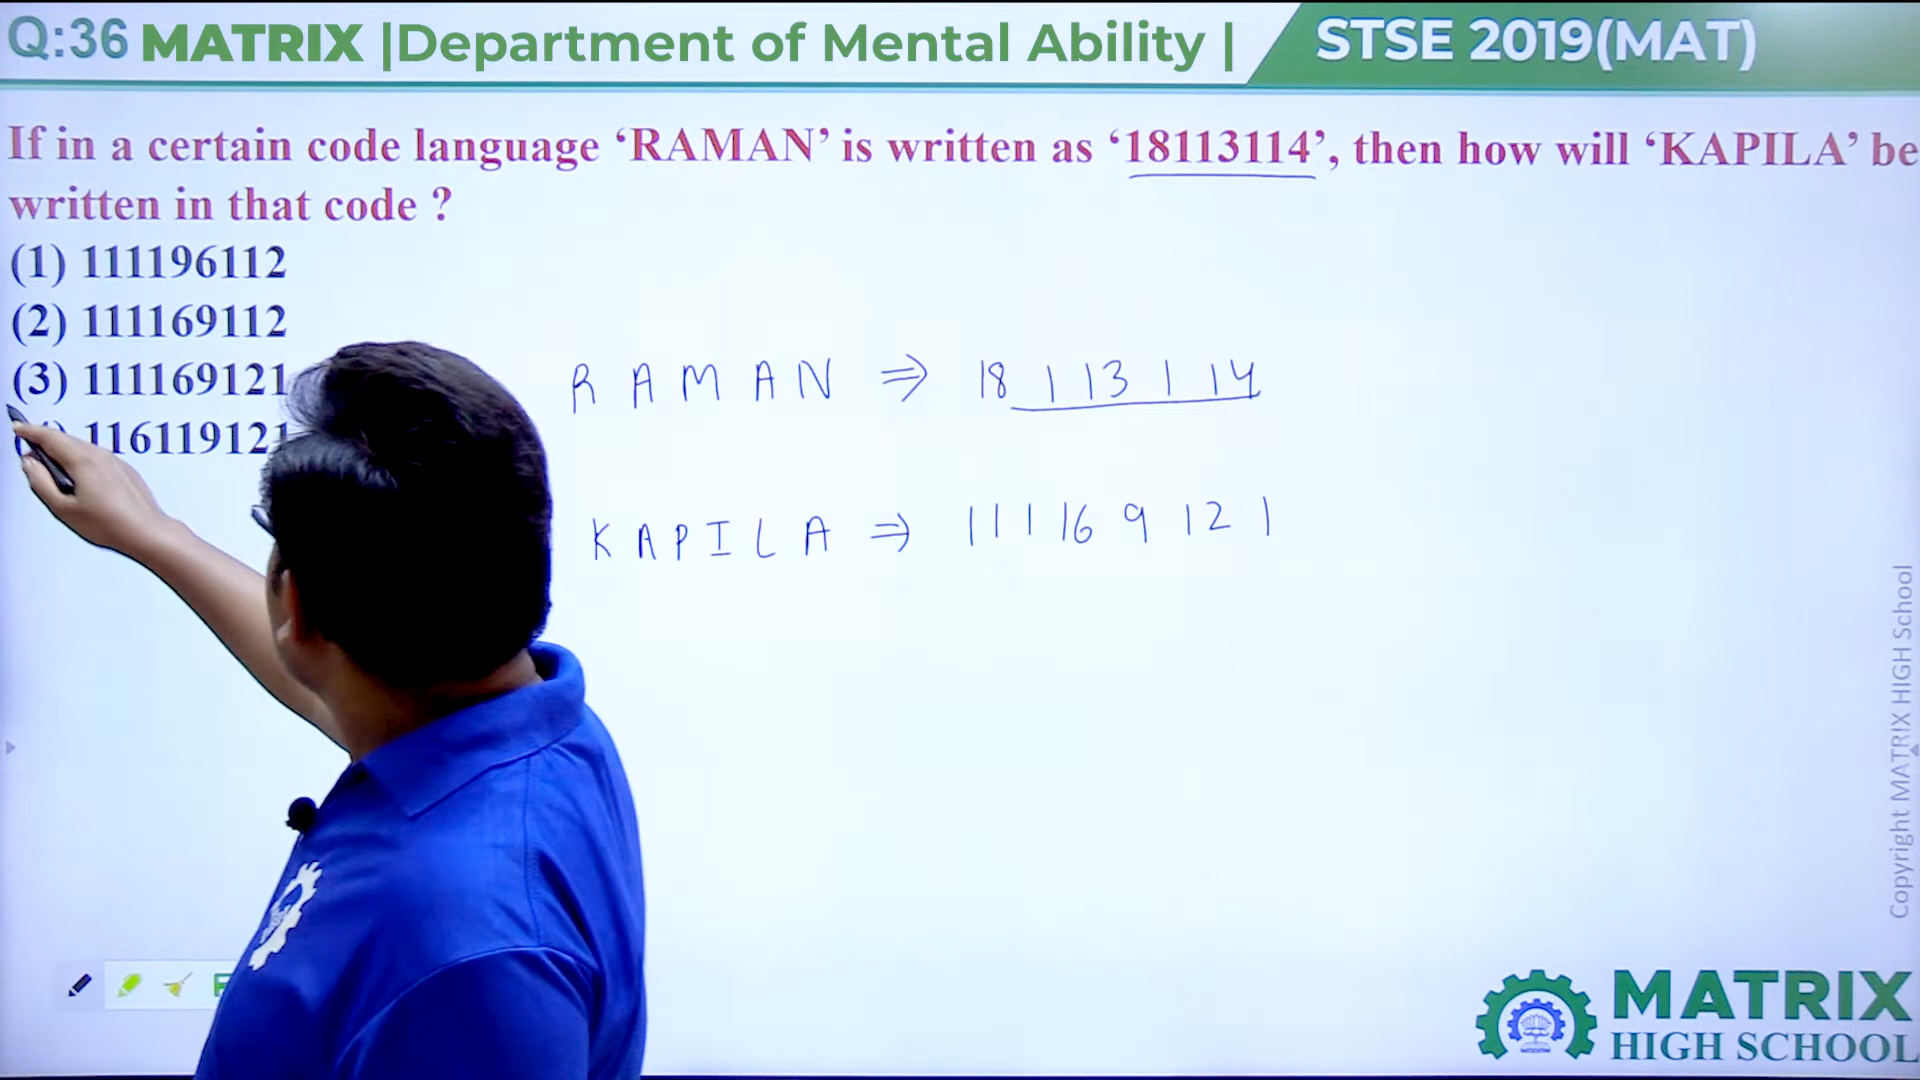 Q:36 MATRIX |Department of Mental Ability | STSE 2019(MAT)
If in a certain code language ‘RAMAN’ is written as ‘18113114’, then how will ‘KAPILA’ be
written in that code ?
(1) 111196112
(2) 111169112
(3) 111169121
116119121
R A M A N ⇒ 18 1 13 1 14
K A P I L A ⇒ 11 1 16 9 12 1
Copyright MATRIX HIGH School
MATRIX
HIGH SCHOOL